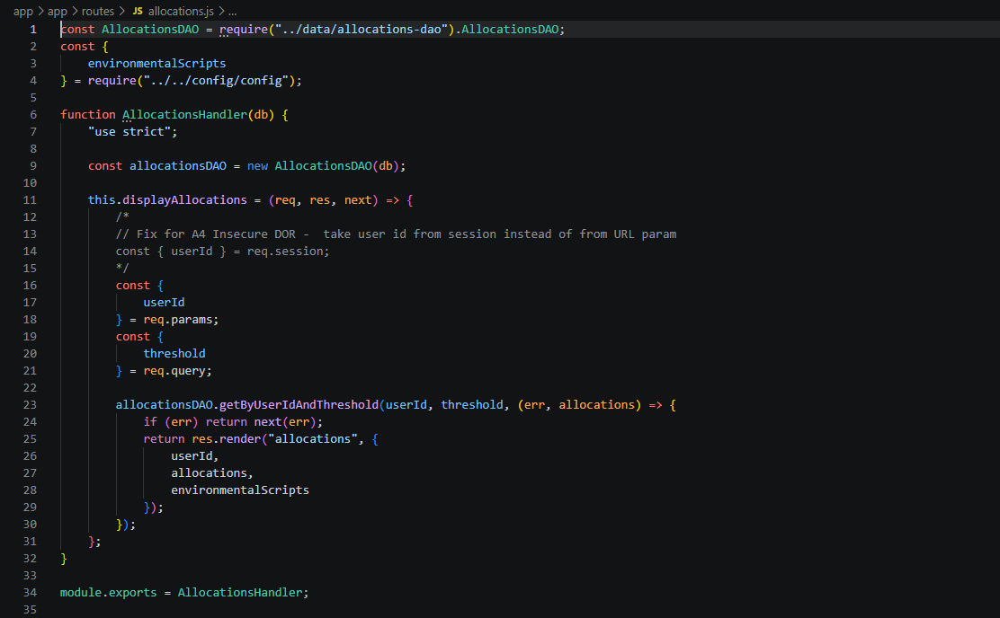 app > app > routes > JS allocations.js > ...
1 const AllocationsDAO = require("../data/allocations-dao").AllocationsDAO;
2 const {
3     environmentalScripts
4 } = require("../../config/config");
5
6 function AllocationsHandler(db) {
7     "use strict";
8
9     const allocationsDAO = new AllocationsDAO(db);
10
11     this.displayAllocations = (req, res, next) => {
12         /*
13         // Fix for A4 Insecure DOR -  take user id from session instead of from URL param
14         const { userId } = req.session;
15         */
16         const {
17             userId
18         } = req.params;
19         const {
20             threshold
21         } = req.query;
22
23         allocationsDAO.getByUserIdAndThreshold(userId, threshold, (err, allocations) => {
24             if (err) return next(err);
25             return res.render("allocations", {
26                 userId,
27                 allocations,
28                 environmentalScripts
29             });
30         });
31     };
32 }
33
34 module.exports = AllocationsHandler;
35